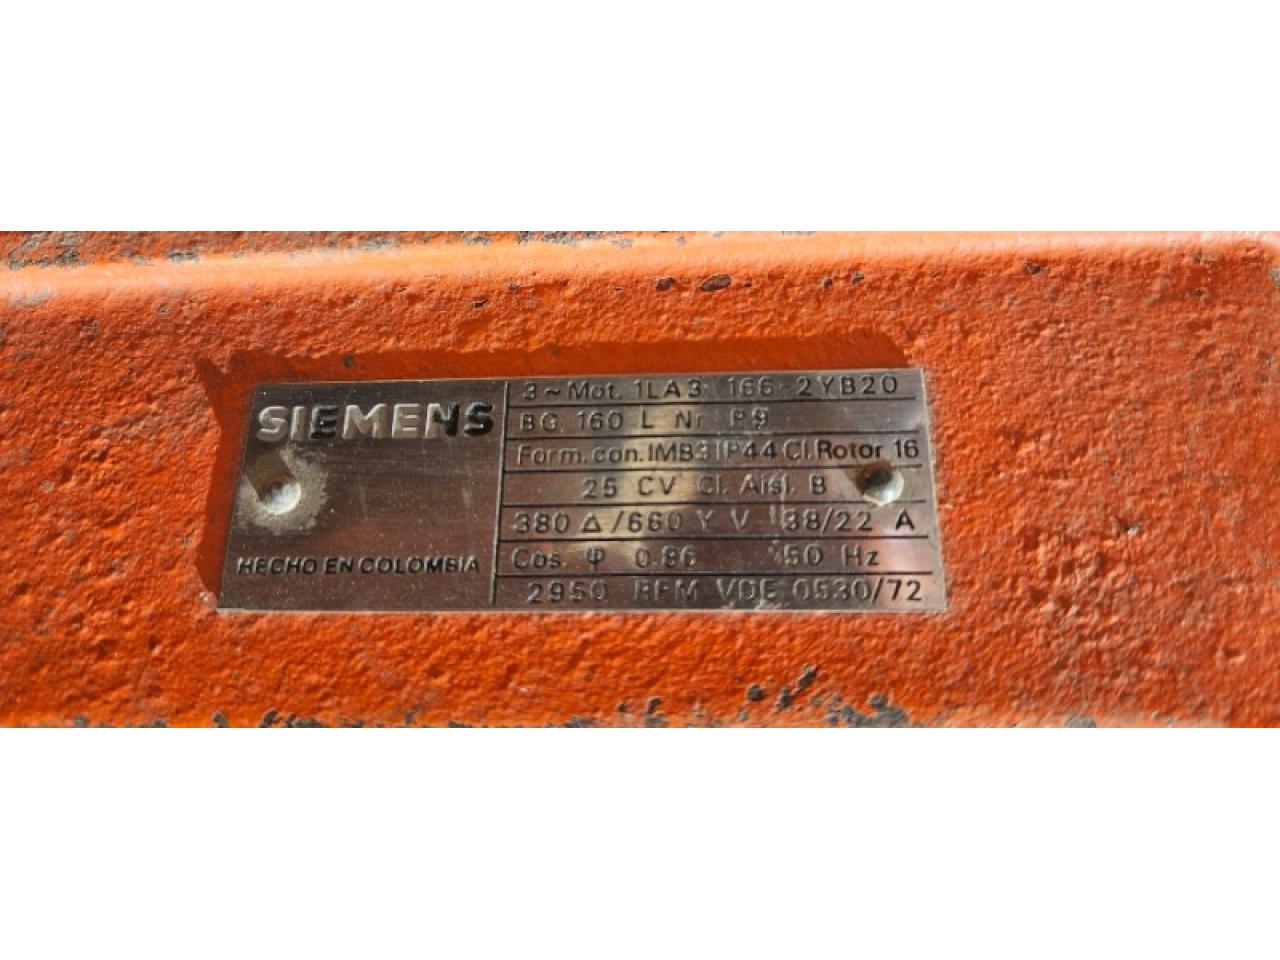 SIEMENS
HECHO EN COLOMBIA
3 ~ Mot. 1LA3 166-2YB20
BG 160 L Nr P9
Form. con. IMB3 IP44 Cl. Rotor 16
25 CV Cl. Aisl. B
380 Δ /660 Y V 38/22 A
Cos. φ 0.86 50 Hz
2950 RPM VDE 0530/72